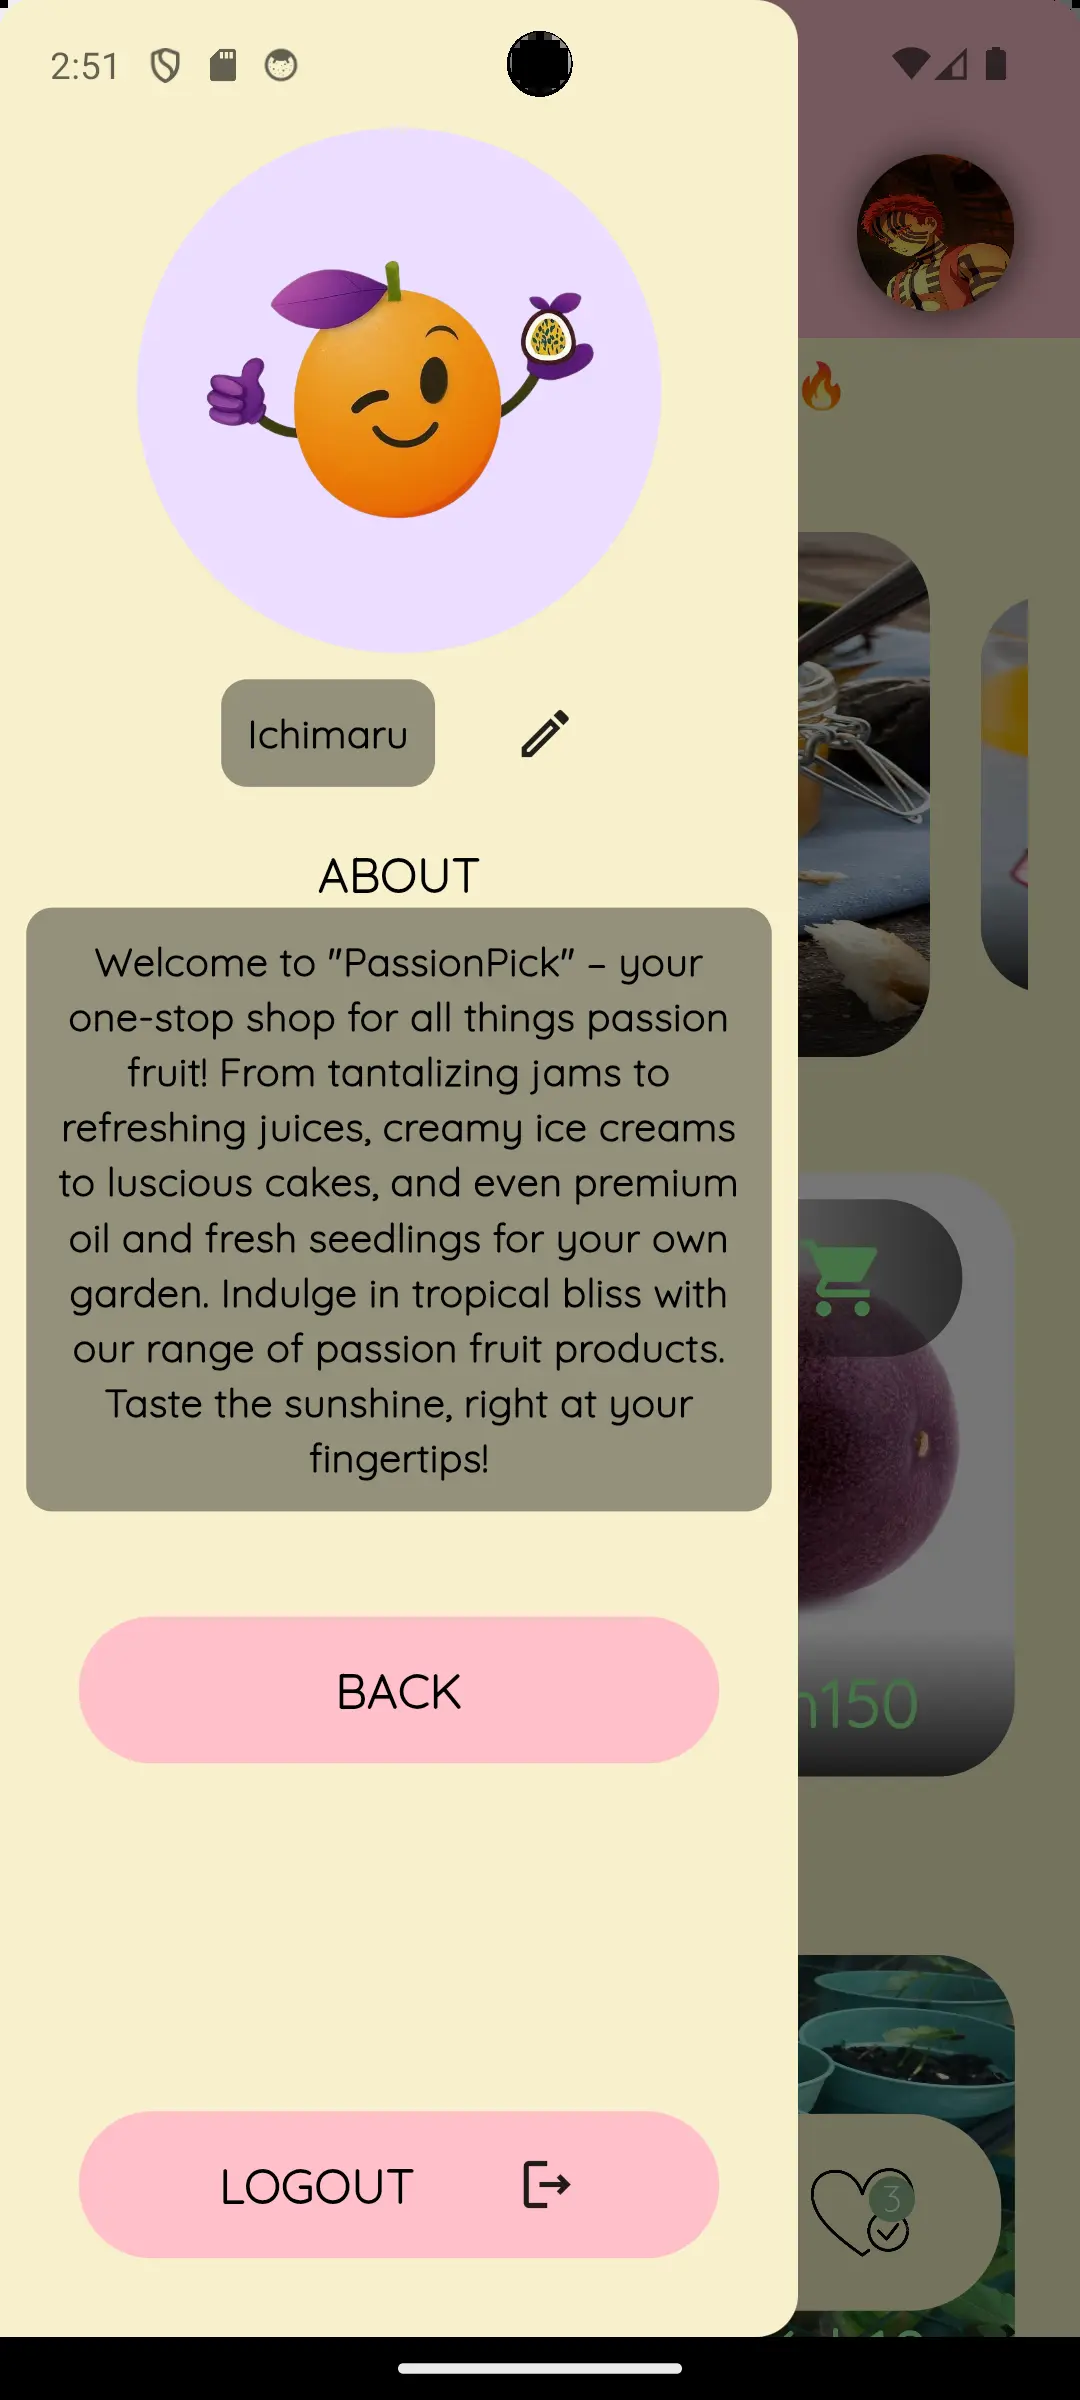 2:51
Ichimaru
ABOUT
Welcome to "PassionPick" – your
one-stop shop for all things passion
fruit! From tantalizing jams to
refreshing juices, creamy ice creams
to luscious cakes, and even premium
oil and fresh seedlings for your own
garden. Indulge in tropical bliss with
our range of passion fruit products.
Taste the sunshine, right at your
fingertips!
BACK
150
LOGOUT
3